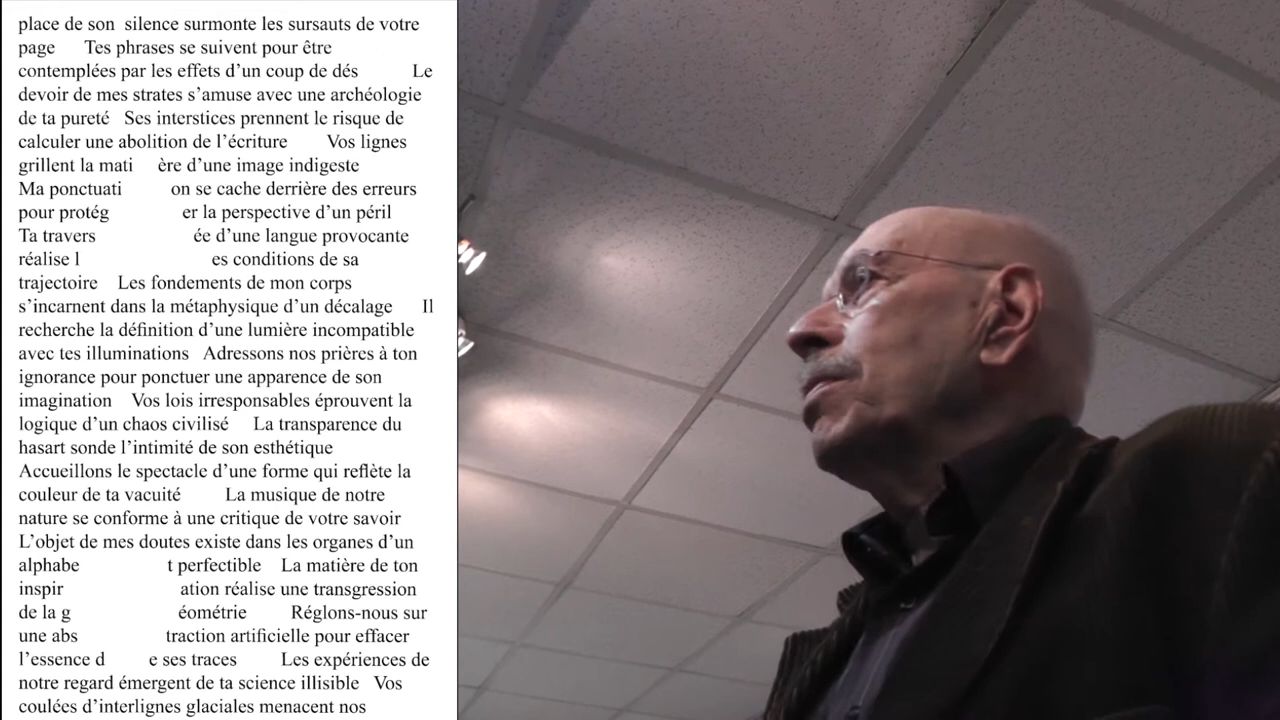 place de son  silence surmonte les sursauts de votre
page      Tes phrases se suivent pour être
contemplées par les effets d’un coup de dés           Le
devoir de mes strates s’amuse avec une archéologie
de ta pureté   Ses interstices prennent le risque de
calculer une abolition de l’écriture        Vos lignes
grillent la mati     ère d’une image indigeste
Ma ponctuati          on se cache derrière des erreurs
pour protég               er la perspective d’un péril
Ta travers                    ée d’une langue provocante
réalise l                           es conditions de sa
trajectoire    Les fondements de mon corps
s’incarnent dans la métaphysique d’un décalage      Il
recherche la définition d’une lumière incompatible
avec tes illuminations   Adressons nos prières à ton
ignorance pour ponctuer une apparence de son
imagination    Vos lois irresponsables éprouvent la
logique d’un chaos civilisé     La transparence du
hasart sonde l’intimité de son esthétique
Accueillons le spectacle d’une forme qui reflète la
couleur de ta vacuité         La musique de notre
nature se conforme à une critique de votre savoir
L’objet de mes doutes existe dans les organes d’un
alphabe                  t perfectible    La matière de ton
inspir                        ation réalise une transgression
de la g                      éométrie         Réglons-nous sur
une abs                  traction artificielle pour effacer
l’essence d         e ses traces         Les expériences de
notre regard émergent de ta science illisible   Vos
coulées d’interlignes glaciales menacent nos